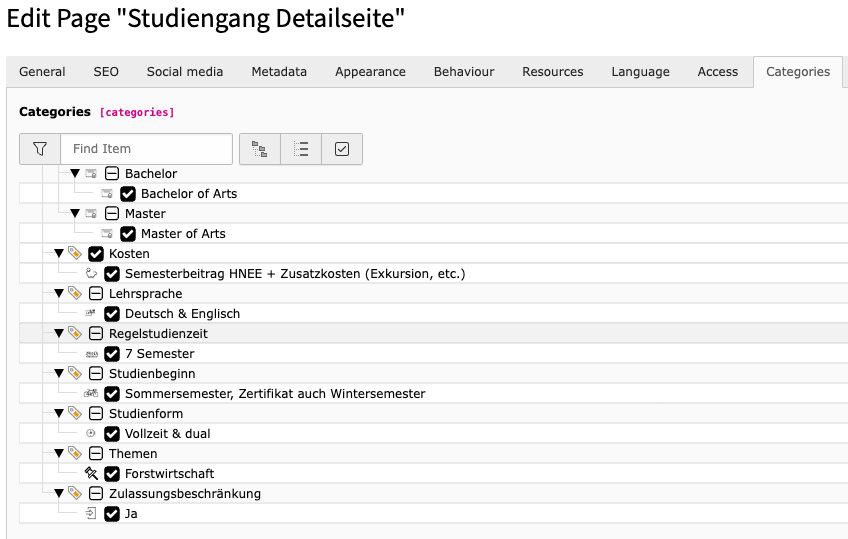 Edit Page "Studiengang Detailseite"
General SEO Social media Metadata Appearance Behaviour Resources Language Access Categories
Categories [categories]
Find Item
Bachelor
Bachelor of Arts
Master
Master of Arts
Kosten
Semesterbeitrag HNEE + Zusatzkosten (Exkursion, etc.)
Lehrsprache
Deutsch & Englisch
Regelstudienzeit
7 Semester
Studienbeginn
Sommersemester, Zertifikat auch Wintersemester
Studienform
Vollzeit & dual
Themen
Forstwirtschaft
Zulassungsbeschränkung
Ja